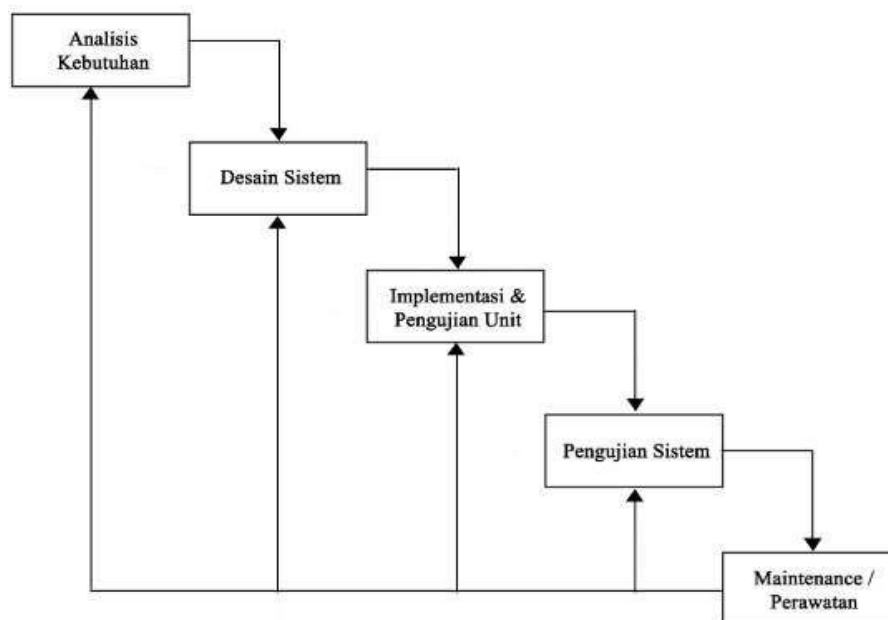 Analisis
Kebutuhan
Desain Sistem
Implementasi &
Pengujian Unit
Pengujian Sistem
Maintenance /
Perawatan